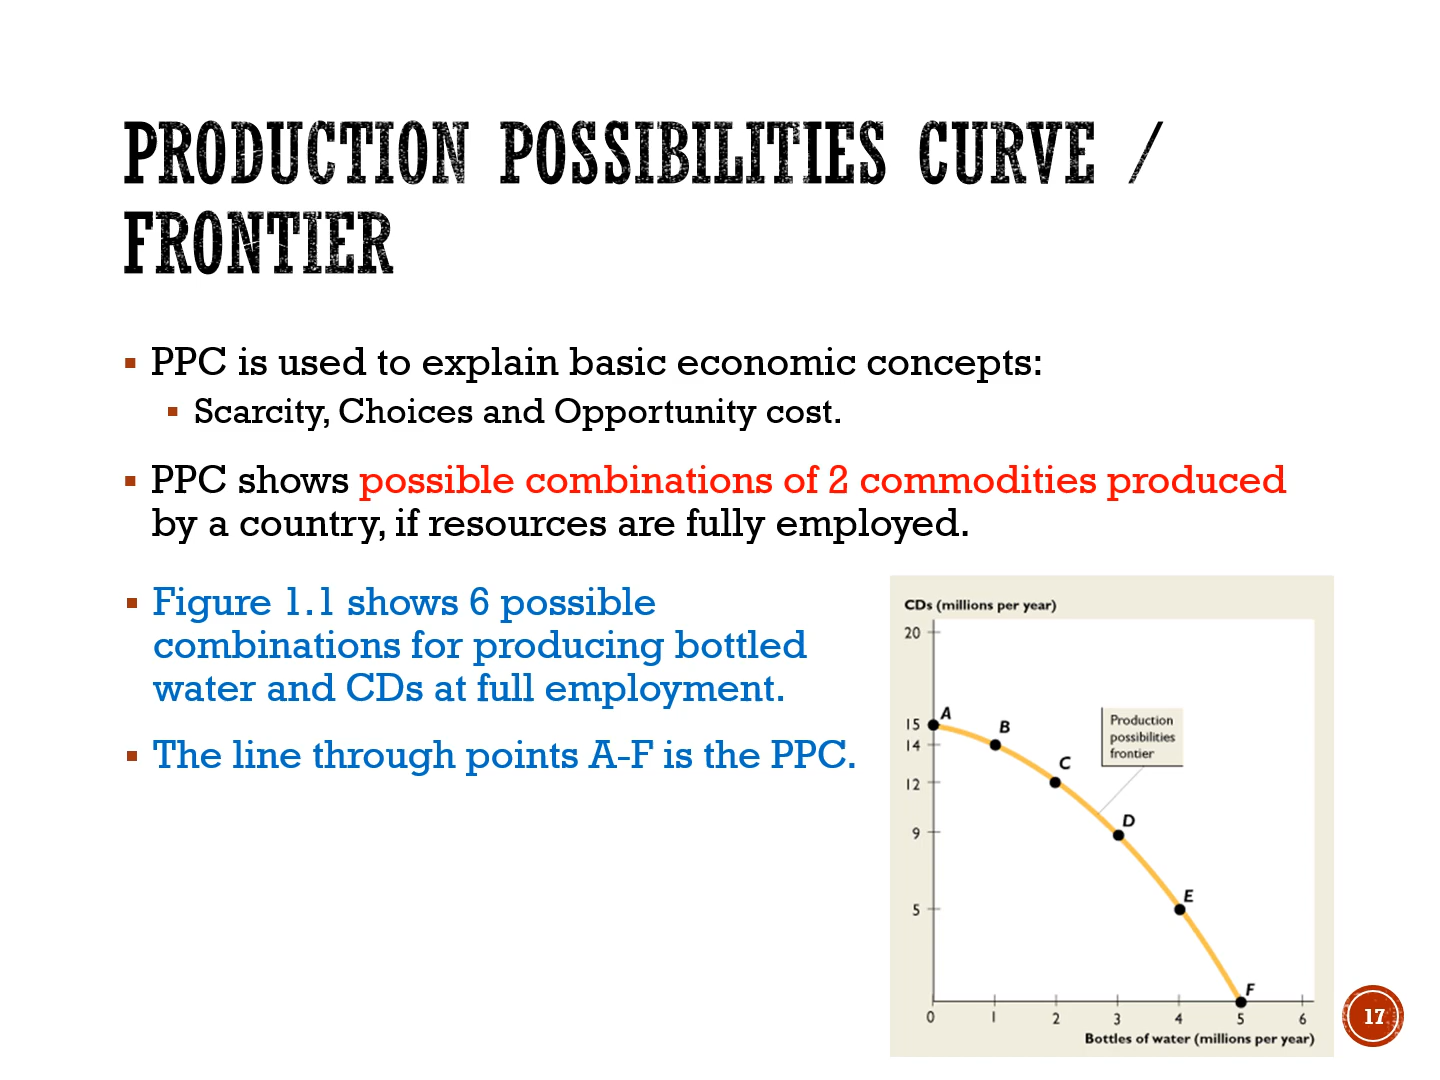 PRODUCTION POSSIBILITIES CURVE /
FRONTIER
▪ PPC is used to explain basic economic concepts:
▪ Scarcity, Choices and Opportunity cost.
▪ PPC shows possible combinations of 2 commodities produced
by a country, if resources are fully employed.
▪ Figure 1.1 shows 6 possible
combinations for producing bottled
water and CDs at full employment.
▪ The line through points A-F is the PPC.
CDs (millions per year)
20
15
14
12
9
5
A
B
C
D
E
F
Production
possibilities
frontier
0 1 2 3 4 5 6
Bottles of water (millions per year)
17